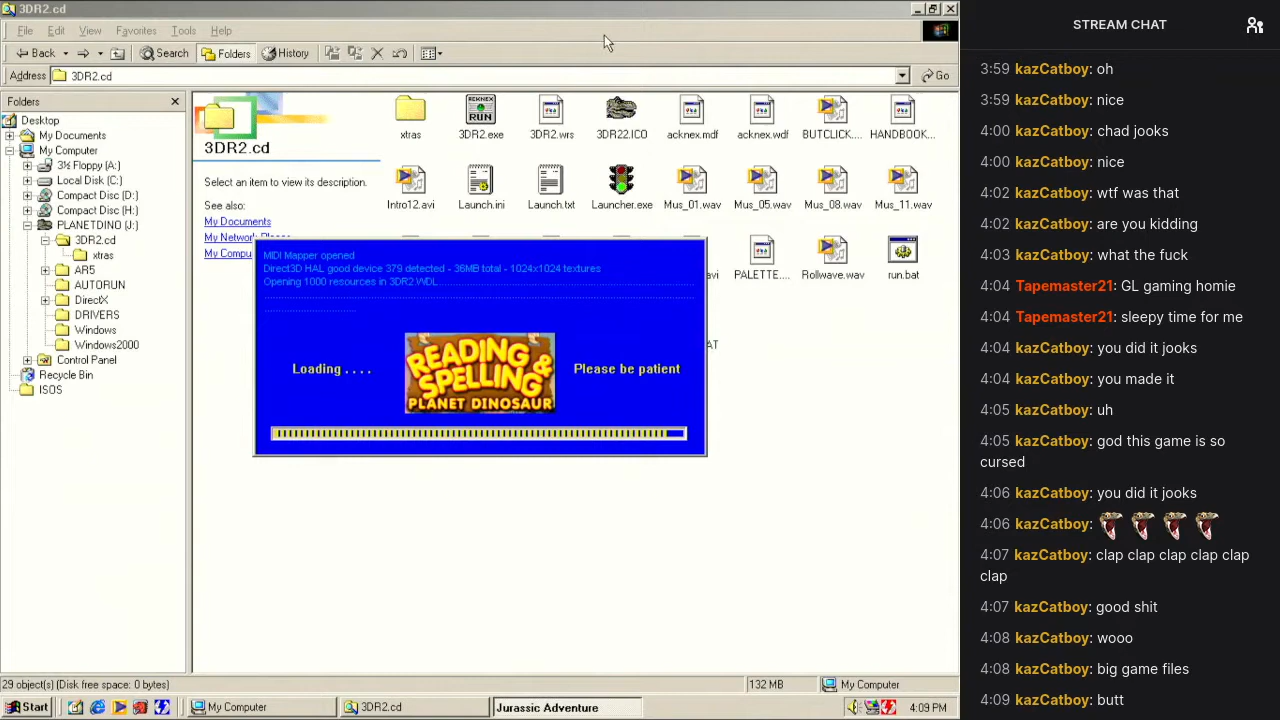 3DR2.cd
File Edit View Favorites Tools Help
Back Search Folders History
Address 3DR2.cd Go
Folders
Desktop
My Documents
My Computer
3½ Floppy (A:)
Local Disk (C:)
Compact Disc (D:)
Compact Disc (H:)
PLANETDINO (J:)
3DR2.cd
xtras
AR5
AUTORUN
DirectX
DRIVERS
Windows
Windows2000
Control Panel
Recycle Bin
ISOS
3DR2.cd
Select an item to view its description.
See also:
My Documents
My Network
My Compu
ACKNEX
RUN
xtras 3DR2.exe 3DR2.wrs 3DR22.ICO acknex.mdf acknex.wdf BUTCLICK.... HANDBOOK...
Intro12.avi Launch.ini Launch.txt Launcher.exe Mus_01.wav Mus_05.wav Mus_08.wav Mus_11.wav
avi PALETTE.... Rollwave.wav run.bat
AT
MIDI Mapper opened
Direct3D HAL good device 379 detected - 36MB total - 1024x1024 textures
Opening 1000 resources in 3DR2.WDL
Loading . . . .
READING &
SPELLING
PLANET DINOSAUR
Please be patient
29 object(s) (Disk free space: 0 bytes) 132 MB My Computer
Start My Computer 3DR2.cd Jurassic Adventure 4:09 PM
STREAM CHAT
3:59 kazCatboy: oh
3:59 kazCatboy: nice
4:00 kazCatboy: chad jooks
4:00 kazCatboy: nice
4:02 kazCatboy: wtf was that
4:02 kazCatboy: are you kidding
4:03 kazCatboy: what the fuck
4:04 Tapemaster21: GL gaming homie
4:04 Tapemaster21: sleepy time for me
4:04 kazCatboy: you did it jooks
4:04 kazCatboy: you made it
4:05 kazCatboy: uh
4:05 kazCatboy: god this game is so
cursed
4:06 kazCatboy: you did it jooks
4:06 kazCatboy:
4:07 kazCatboy: clap clap clap clap clap
clap
4:07 kazCatboy: good shit
4:08 kazCatboy: wooo
4:08 kazCatboy: big game files
4:09 kazCatboy: butt